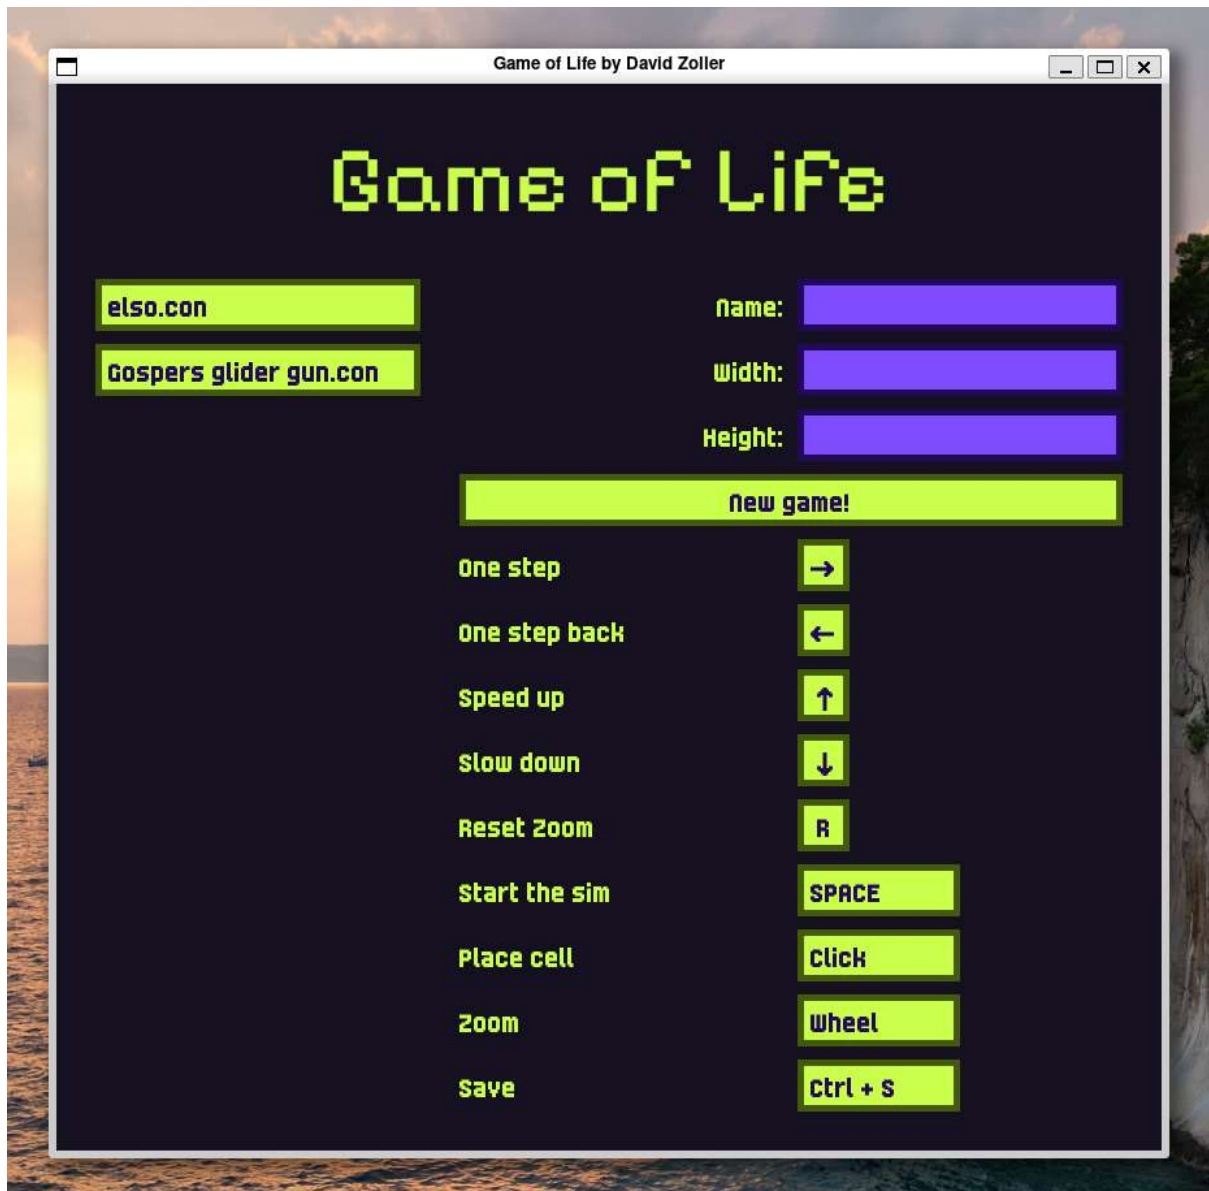 Game of Life by David Zoller
Game of Life
elso.con
Gospers glider gun.con
Name:
Width:
Height:
New game!
One step →
One step back ←
Speed up ↑
Slow down ↓
Reset Zoom R
Start the sim SPACE
Place cell Click
Zoom Wheel
Save Ctrl + S